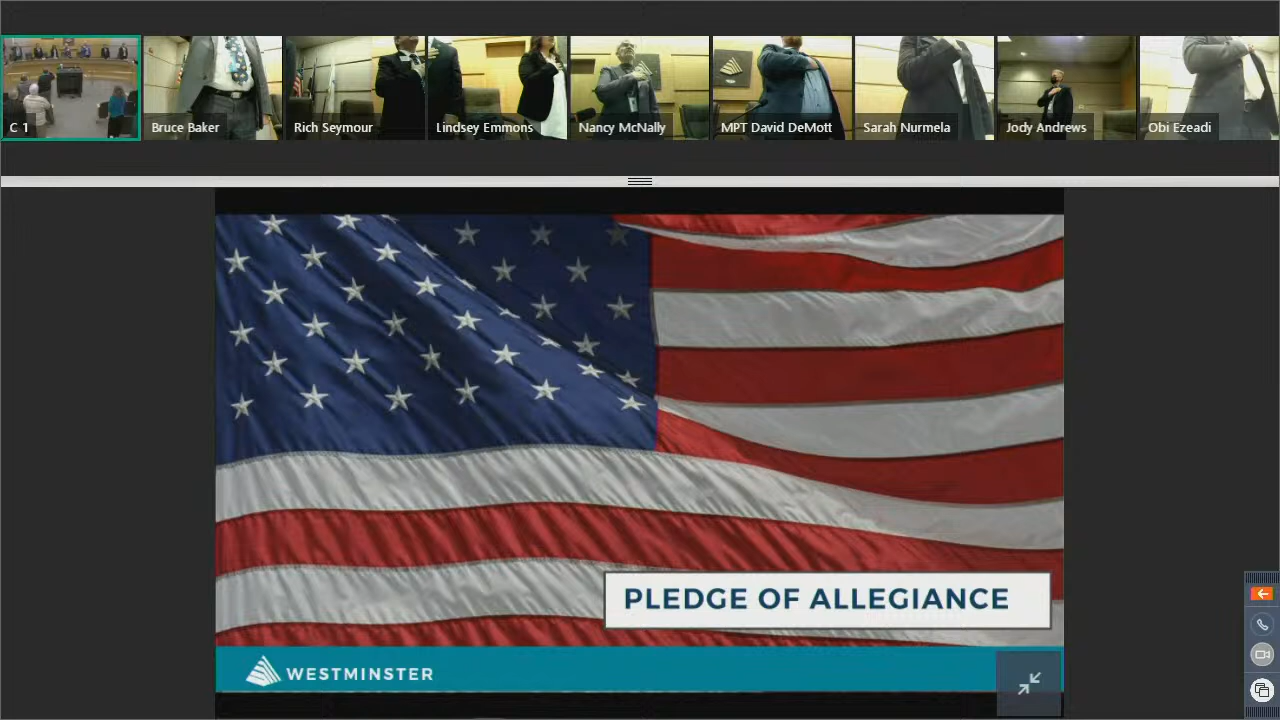 C 1
Bruce Baker
Rich Seymour
Lindsey Emmons
Nancy McNally
MPT David DeMott
Sarah Nurmela
Jody Andrews
Obi Ezeadi
PLEDGE OF ALLEGIANCE
WESTMINSTER